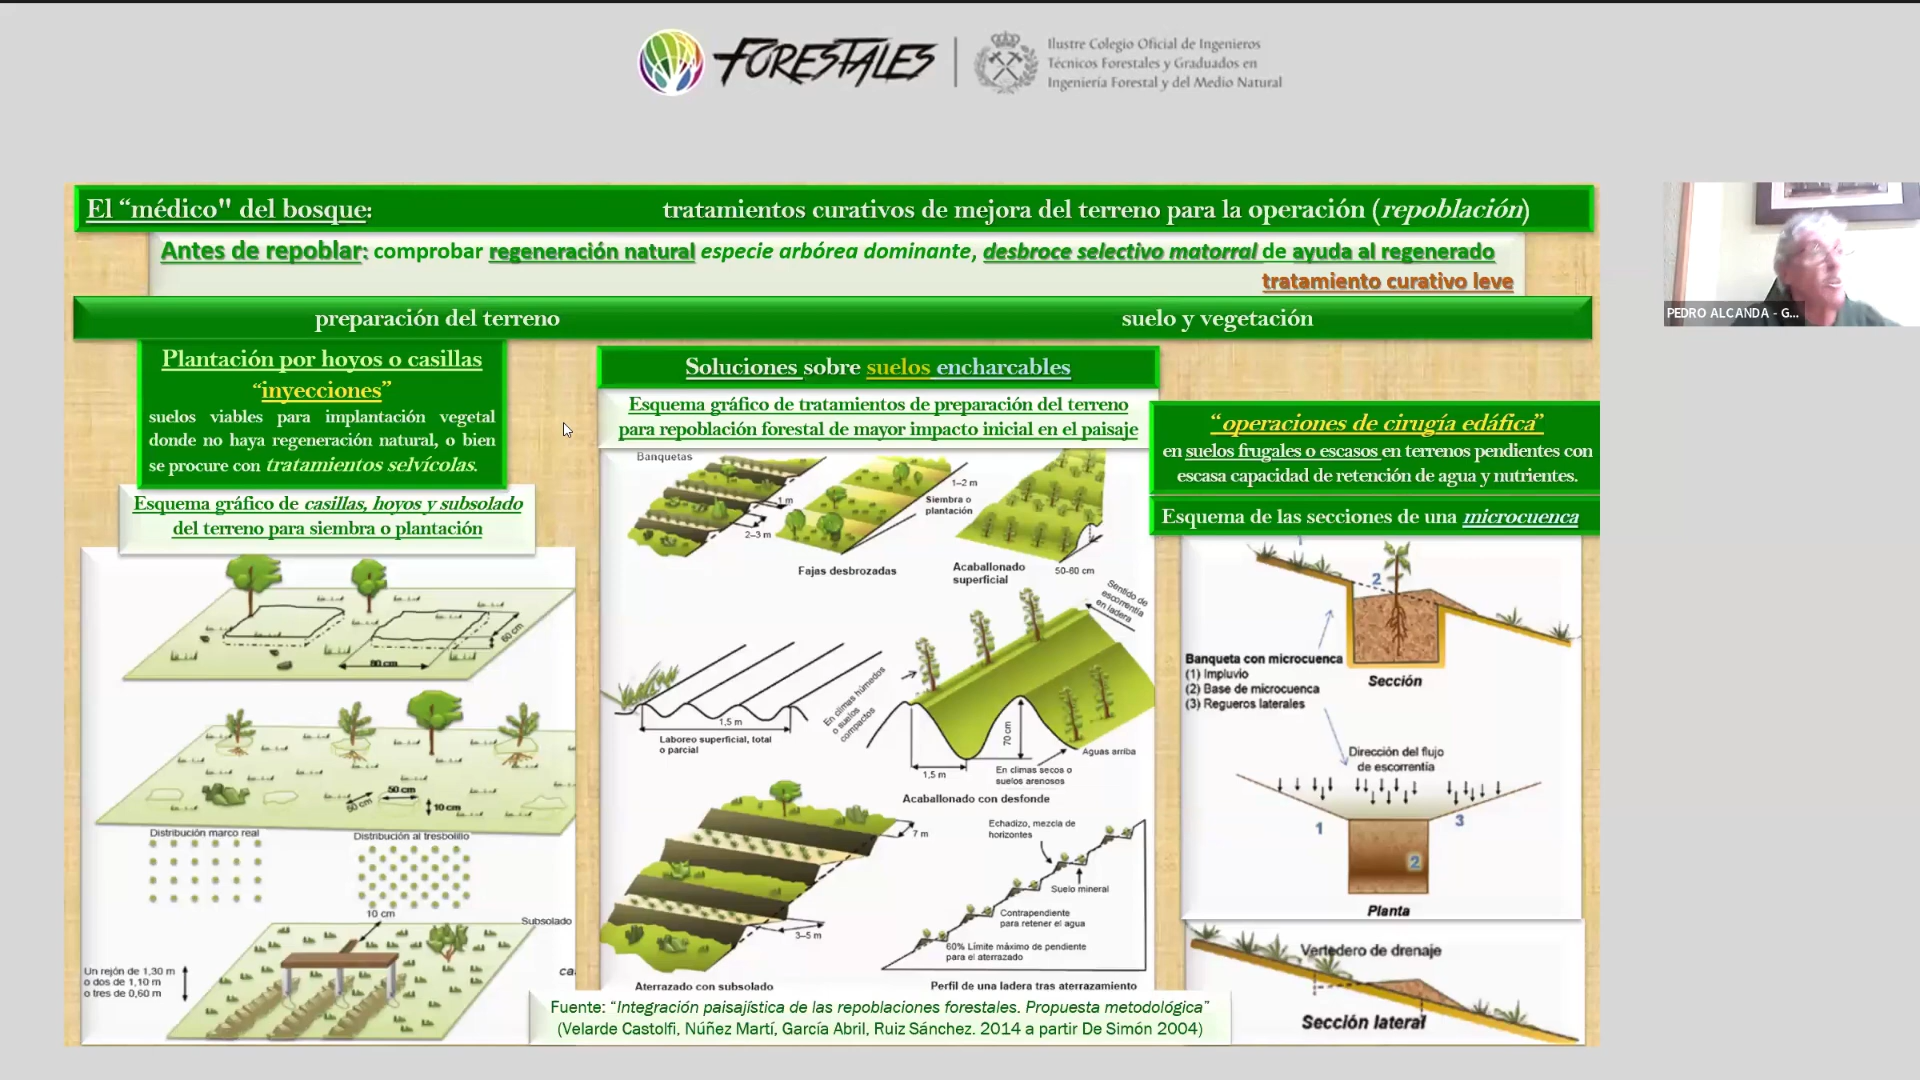 FORESTALES
Ilustre Colegio Oficial de Ingenieros
Técnicos Forestales y Graduados en
Ingeniería Forestal y del Medio Natural
El “médico" del bosque: tratamientos curativos de mejora del terreno para la operación (repoblación)
Antes de repoblar: comprobar regeneración natural especie arbórea dominante, desbroce selectivo matorral de ayuda al regenerado
tratamiento curativo leve
preparación del terreno suelo y vegetación
PEDRO ALCANDA - G...
Plantación por hoyos o casillas
“inyecciones”
suelos viables para implantación vegetal
donde no haya regeneración natural, o bien
se procure con tratamientos selvícolas.
Esquema gráfico de casillas, hoyos y subsolado
del terreno para siembra o plantación
60 cm
80 cm
50 cm
50 cm
10 cm
Distribución marco real
Distribución al tresbolillo
10 cm
Subsolado
Un rejón de 1,30 m
o dos de 1,10 m
o tres de 0,60 m
ca
Soluciones sobre suelos encharcables
Esquema gráfico de tratamientos de preparación del terreno
para repoblación forestal de mayor impacto inicial en el paisaje
Banquetas
1 m
2–3 m
1–2 m
Siembra o
plantación
Fajas desbrozadas
Acaballonado
superficial
50-60 cm
Sentido de
escorrentía
en ladera
1,5 m
Laboreo superficial, total
o parcial
En climas húmedos
o suelos
compactos
70 cm
1,5 m
Aguas arriba
En climas secos o
suelos arenosos
Acaballonado con desfonde
7 m
3–5 m
Aterrazado con subsolado
Echadizo, mezcla de
horizontes
Suelo mineral
Contrapendiente
para retener el agua
60% Límite máximo de pendiente
para el aterrazado
Perfil de una ladera tras aterrazamiento
“operaciones de cirugía edáfica”
en suelos frugales o escasos en terrenos pendientes con
escasa capacidad de retención de agua y nutrientes.
Esquema de las secciones de una microcuenca
2
Banqueta con microcuenca
(1) Impluvio
(2) Base de microcuenca
(3) Regueros laterales
Sección
Dirección del flujo
de escorrentía
1
3
2
Planta
Vertedero de drenaje
Sección lateral
Fuente: “Integración paisajística de las repoblaciones forestales. Propuesta metodológica”
(Velarde Castolfi, Núñez Martí, García Abril, Ruiz Sánchez. 2014 a partir De Simón 2004)